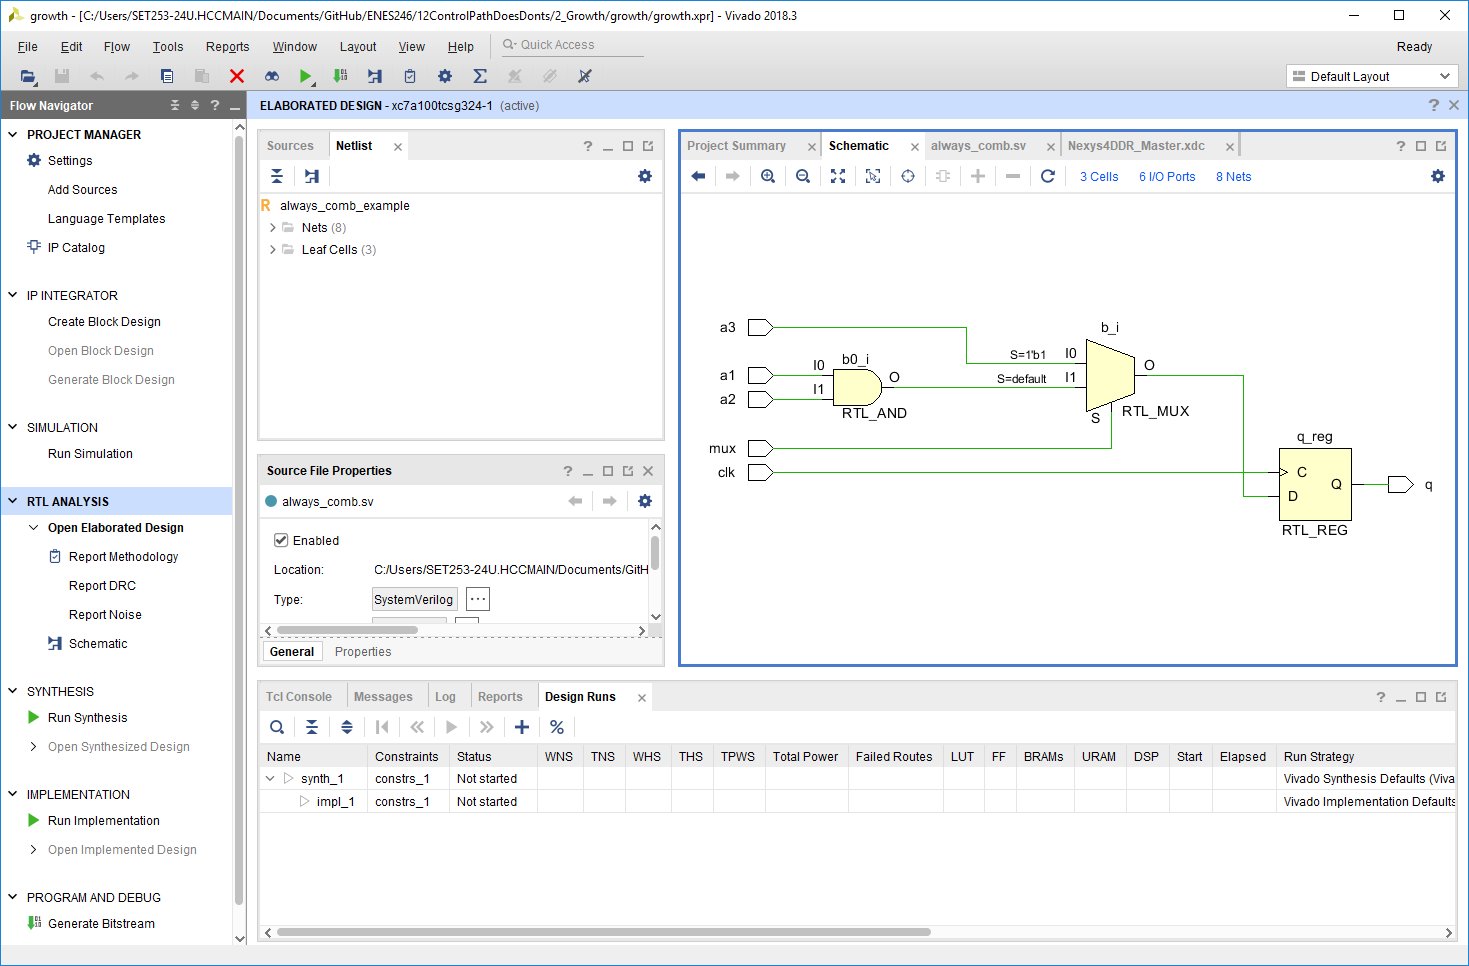 growth - [C:/Users/SET253-24U.HCCMAIN/Documents/GitHub/ENES246/12ControlPathDoesDonts/2_Growth/growth/growth.xpr] - Vivado 2018.3
File Edit Flow Tools Reports Window Layout View Help Quick Access Ready
Default Layout
Flow Navigator
PROJECT MANAGER
Settings
Add Sources
Language Templates
IP Catalog
IP INTEGRATOR
Create Block Design
Open Block Design
Generate Block Design
SIMULATION
Run Simulation
RTL ANALYSIS
Open Elaborated Design
Report Methodology
Report DRC
Report Noise
Schematic
SYNTHESIS
Run Synthesis
Open Synthesized Design
IMPLEMENTATION
Run Implementation
Open Implemented Design
PROGRAM AND DEBUG
Generate Bitstream
ELABORATED DESIGN - xc7a100tcsg324-1 (active)
Sources Netlist
R always_comb_example
Nets (8)
Leaf Cells (3)
Source File Properties
always_comb.sv
Enabled
Location: C:/Users/SET253-24U.HCCMAIN/Documents/GitH
Type: SystemVerilog ...
General Properties
Project Summary Schematic always_comb.sv Nexys4DDR_Master.xdc
3 Cells 6 I/O Ports 8 Nets
a3
a1
a2
mux
clk
b0_i
I0
I1
O
RTL_AND
b_i
S=1'b1 I0
S=default I1
O
S
RTL_MUX
q_reg
C
D
Q
RTL_REG
q
Tcl Console Messages Log Reports Design Runs
Name Constraints Status WNS TNS WHS THS TPWS Total Power Failed Routes LUT FF BRAMs URAM DSP Start Elapsed Run Strategy
synth_1 constrs_1 Not started Vivado Synthesis Defaults (Viva
impl_1 constrs_1 Not started Vivado Implementation Defaults